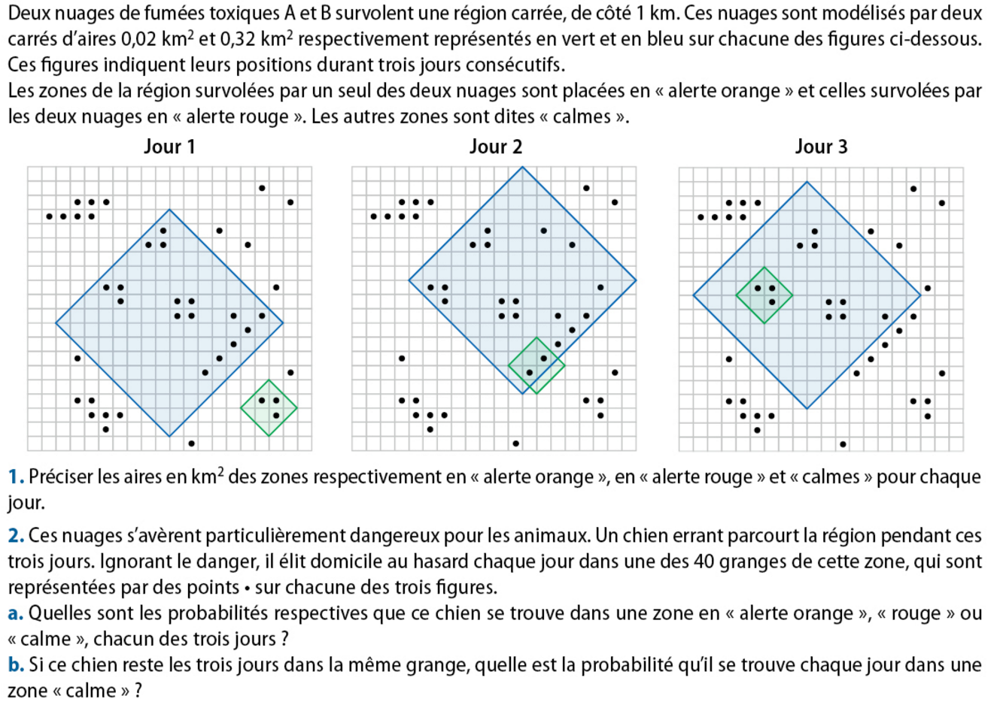 Deux nuages de fumées toxiques A et B survolent une région carrée, de côté 1 km. Ces nuages sont modélisés par deux
carrés d’aires 0,02 km² et 0,32 km² respectivement représentés en vert et en bleu sur chacune des figures ci-dessous.
Ces figures indiquent leurs positions durant trois jours consécutifs.
Les zones de la région survolées par un seul des deux nuages sont placées en « alerte orange » et celles survolées par
les deux nuages en « alerte rouge ». Les autres zones sont dites « calmes ».
Jour 1
Jour 2
Jour 3
1. Préciser les aires en km² des zones respectivement en « alerte orange », en « alerte rouge » et « calmes » pour chaque
jour.
2. Ces nuages s’avèrent particulièrement dangereux pour les animaux. Un chien errant parcourt la région pendant ces
trois jours. Ignorant le danger, il élit domicile au hasard chaque jour dans une des 40 granges de cette zone, qui sont
représentées par des points • sur chacune des trois figures.
a. Quelles sont les probabilités respectives que ce chien se trouve dans une zone en « alerte orange », « rouge » ou
« calme », chacun des trois jours ?
b. Si ce chien reste les trois jours dans la même grange, quelle est la probabilité qu’il se trouve chaque jour dans une
zone « calme » ?